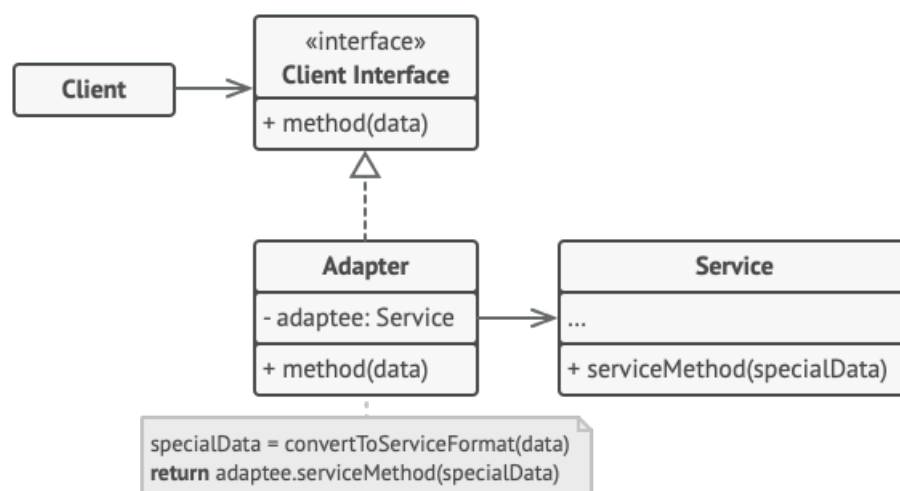 Client
«interface»
Client Interface
+ method(data)
Adapter
- adaptee: Service
+ method(data)
Service
...
+ serviceMethod(specialData)
specialData = convertToServiceFormat(data)
return adaptee.serviceMethod(specialData)